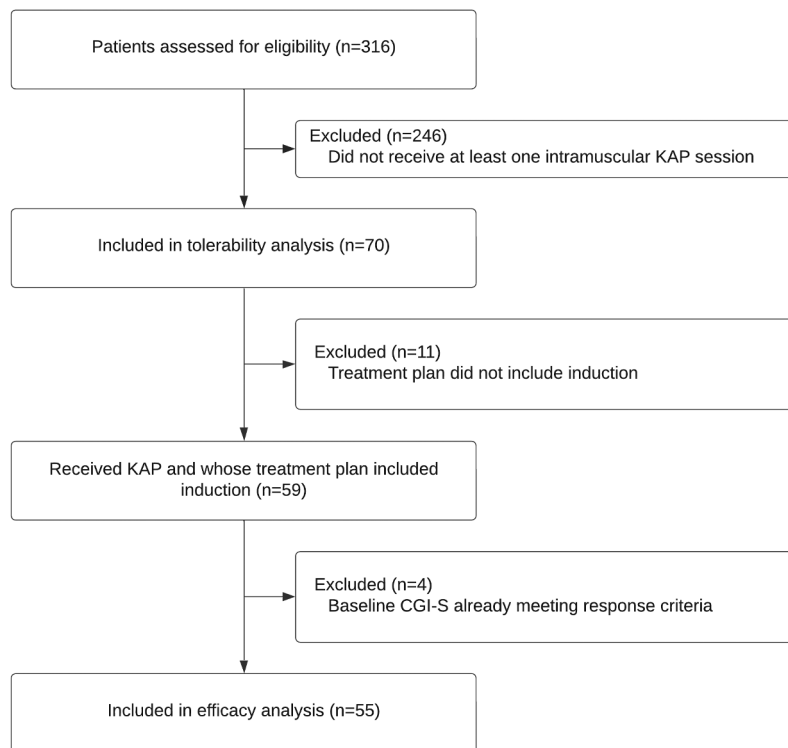 Patients assessed for eligibility (n=316)
Excluded (n=246)
Did not receive at least one intramuscular KAP session
Included in tolerability analysis (n=70)
Excluded (n=11)
Treatment plan did not include induction
Received KAP and whose treatment plan included
induction (n=59)
Excluded (n=4)
Baseline CGI-S already meeting response criteria
Included in efficacy analysis (n=55)